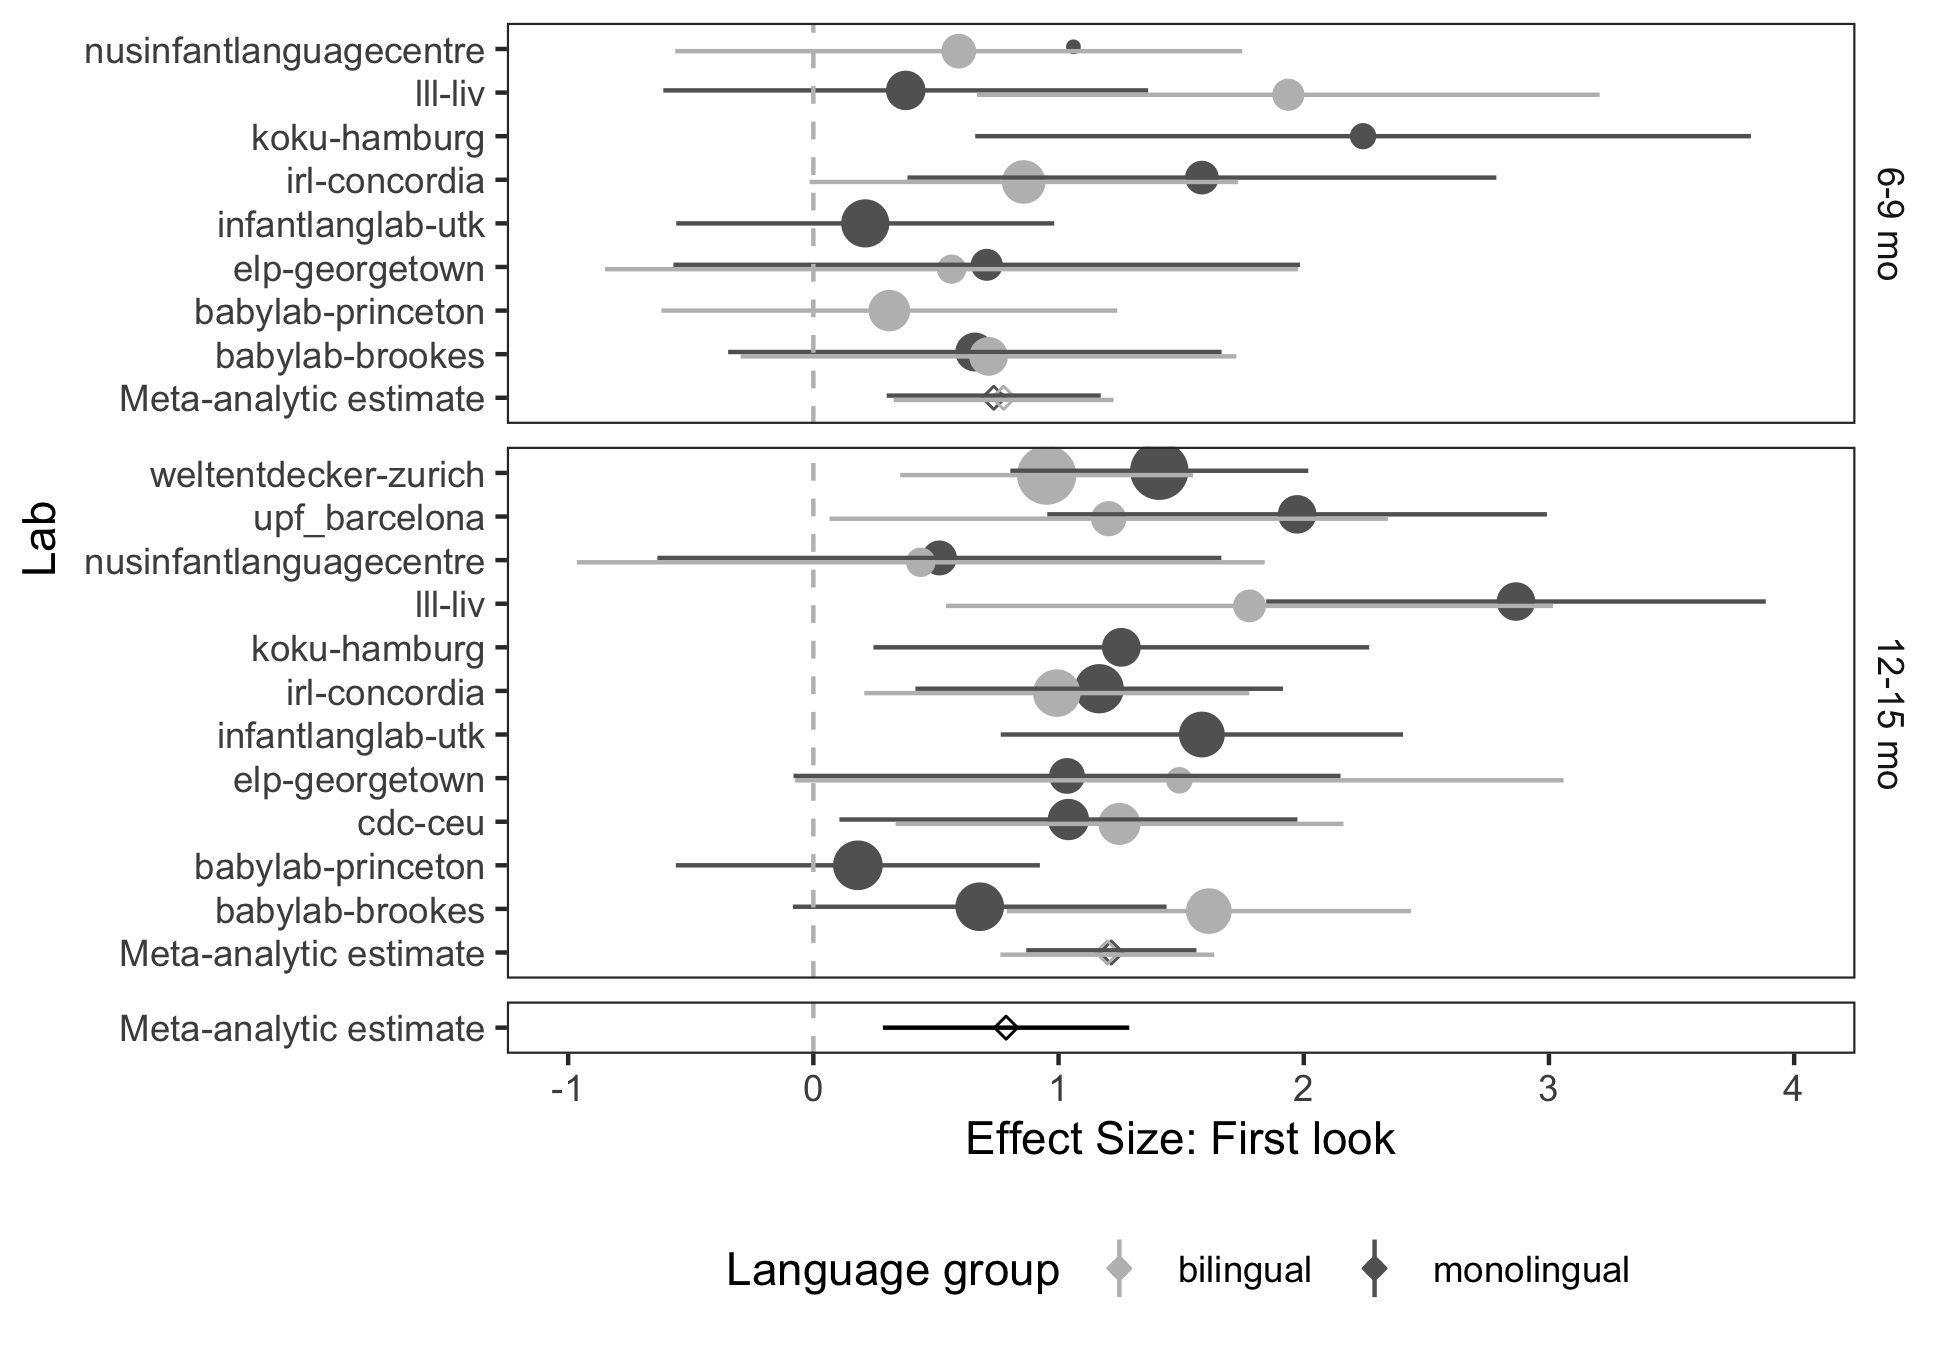 nusinfantlanguagecentre
lll-liv
koku-hamburg
irl-concordia
infantlanglab-utk
elp-georgetown
babylab-princeton
babylab-brookes
Meta-analytic estimate
6-9 mo
weltentdecker-zurich
upf_barcelona
nusinfantlanguagecentre
lll-liv
koku-hamburg
irl-concordia
infantlanglab-utk
elp-georgetown
cdc-ceu
babylab-princeton
babylab-brookes
Meta-analytic estimate
12-15 mo
Meta-analytic estimate
Lab
-1 0 1 2 3 4
Effect Size: First look
Language group bilingual monolingual